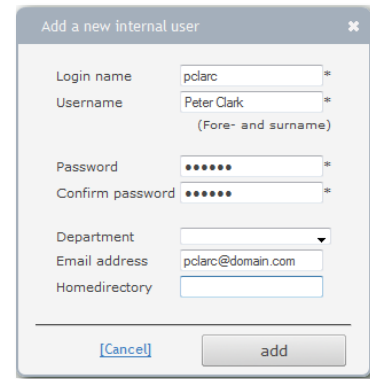 Add a new internal user
Login name pclarc *
Username Peter Clark *
(Fore- and surname)
Password •••••• *
Confirm password •••••• *
Department
Email address pclarc@domain.com
Homedirectory
[Cancel] add